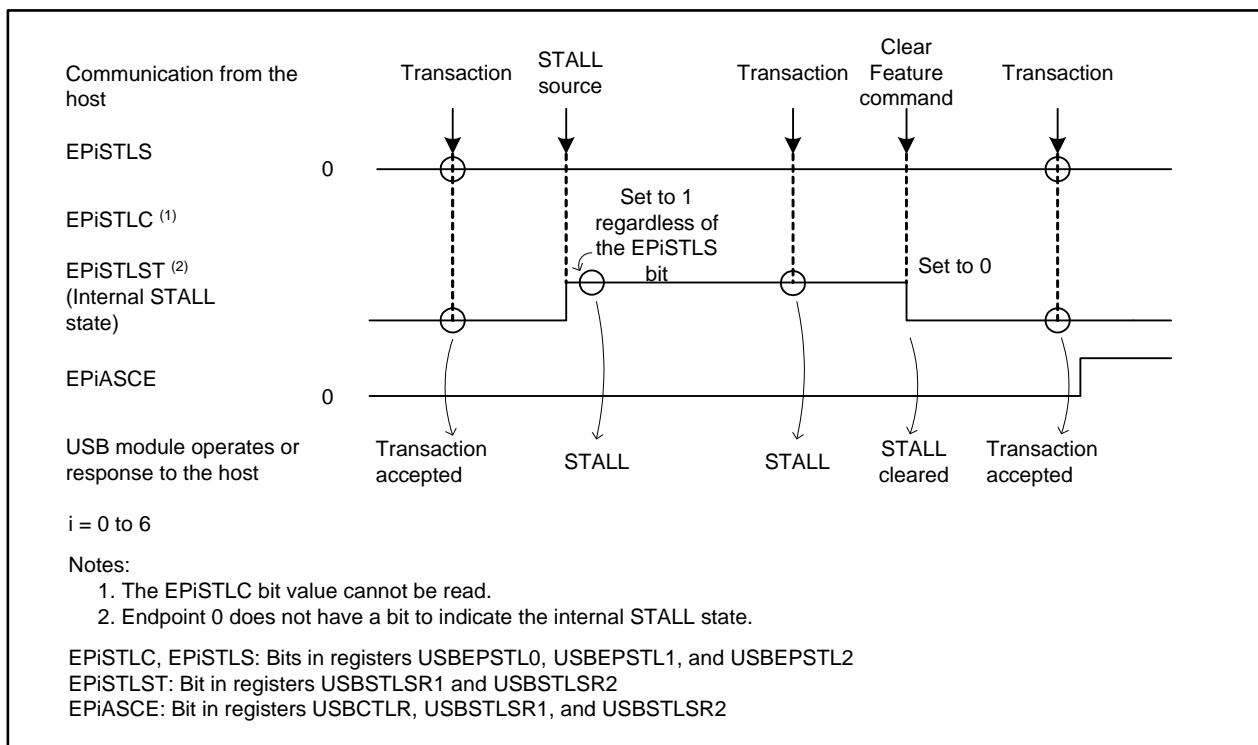 Communication from the
host
Transaction
STALL
source
Transaction
Clear
Feature
command
Transaction
EPiSTLS
0
EPiSTLC (1)
Set to 1
regardless of
the EPiSTLS
bit
EPiSTLST (2)
(Internal STALL
state)
Set to 0
EPiASCE
0
USB module operates or
response to the host
Transaction
accepted
STALL
STALL
STALL
cleared
Transaction
accepted
i = 0 to 6
Notes:
1. The EPiSTLC bit value cannot be read.
2. Endpoint 0 does not have a bit to indicate the internal STALL state.
EPiSTLC, EPiSTLS: Bits in registers USBEPSTL0, USBEPSTL1, and USBEPSTL2
EPiSTLST: Bit in registers USBSTLSR1 and USBSTLSR2
EPiASCE: Bit in registers USBCTLR, USBSTLSR1, and USBSTLSR2